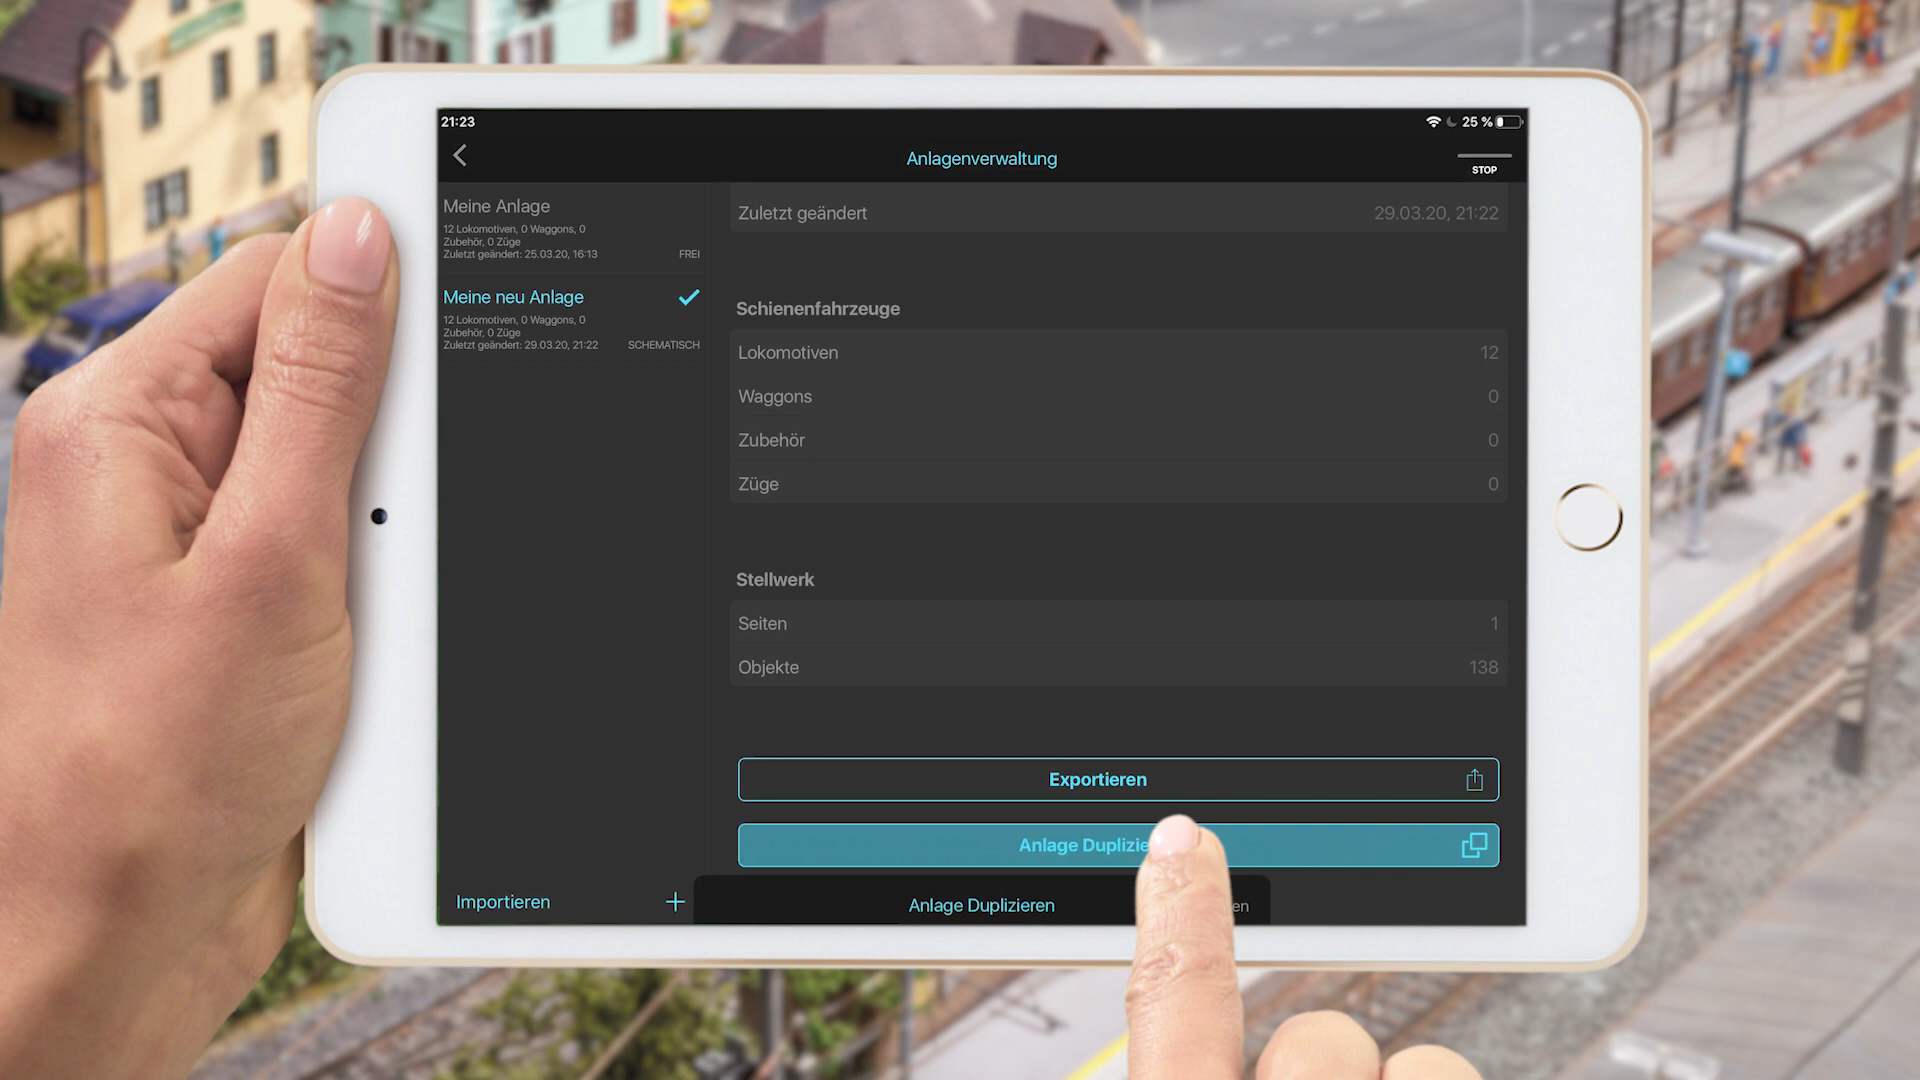 21:23
25 %
Anlagenverwaltung
STOP
Meine Anlage
12 Lokomotiven, 0 Waggons, 0
Zubehör, 0 Züge
Zuletzt geändert: 25.03.20, 16:13
FREI
Meine neu Anlage
12 Lokomotiven, 0 Waggons, 0
Zubehör, 0 Züge
Zuletzt geändert: 29.03.20, 21:22
SCHEMATISCH
Importieren
Zuletzt geändert 29.03.20, 21:22
Schienenfahrzeuge
Lokomotiven 12
Waggons 0
Zubehör 0
Züge 0
Stellwerk
Seiten 1
Objekte 138
Exportieren
Anlage Duplizie
Anlage Duplizieren
en